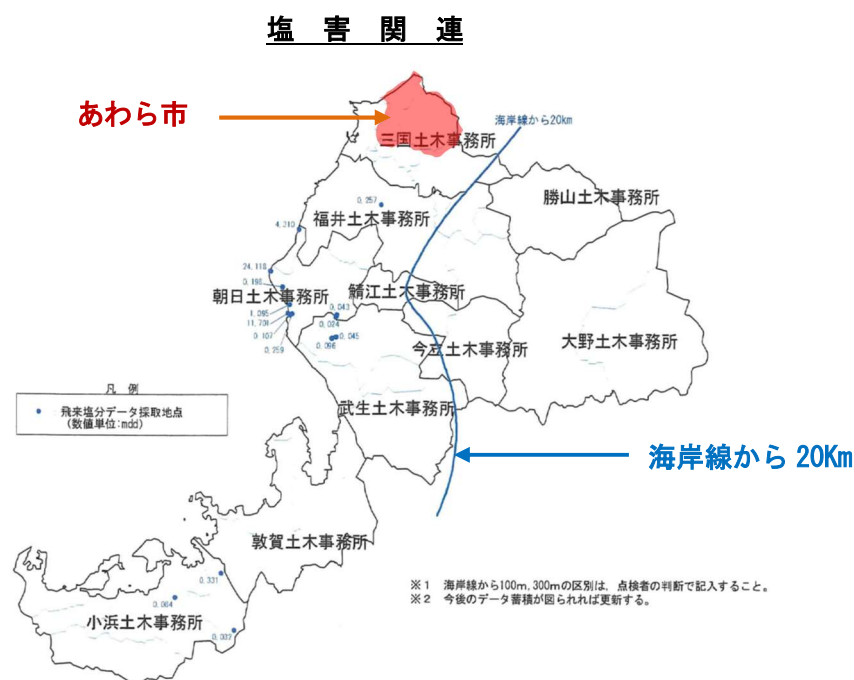 塩 害 関 連
あわら市
海岸線から20km
三国土木事務所
勝山土木事務所
0.257
福井土木事務所
4.210
24.118
0.198
朝日土木事務所
鯖江土木事務所
1.095
11.701
0.107
0.259
0.043
0.024
0.045
0.096
今立土木事務所
大野土木事務所
凡 例
飛来塩分データ採取地点
(数値単位:mdd)
武生土木事務所
海岸線から 20Km
敦賀土木事務所
0.331
小浜土木事務所
※1 海岸線から100m,300mの区別は、点検者の判断で記入すること。
※2 今後のデータ蓄積が図られれば更新する。